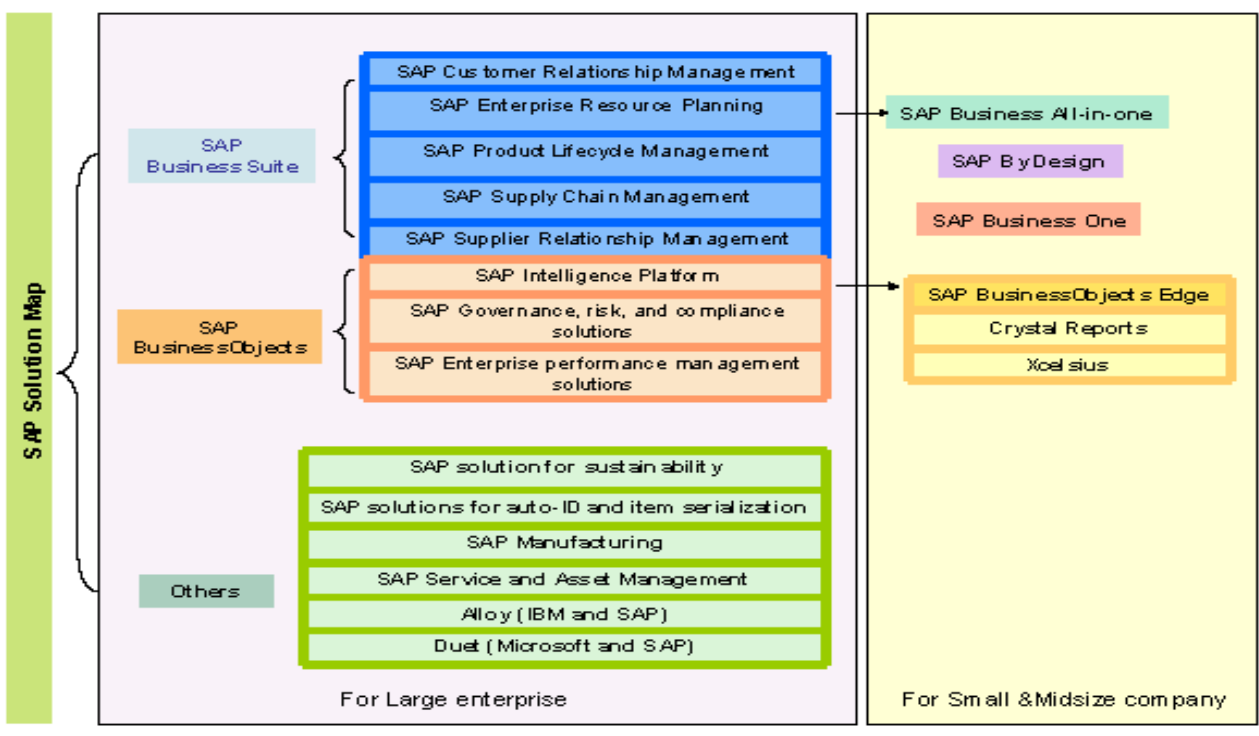 SAP Solution Map
SAP
Business Suite
SAP Customer Relationship Management
SAP Enterprise Resource Planning
SAP Product Lifecycle Management
SAP Supply Chain Management
SAP Supplier Relationship Management
SAP
BusinessObjects
SAP Intelligence Platform
SAP Governance, risk, and compliance
solutions
SAP Enterprise performance management
solutions
Others
SAP solution for sustainability
SAP solutions for auto-ID and item serialization
SAP Manufacturing
SAP Service and Asset Management
Alloy (IBM and SAP)
Duet (Microsoft and SAP)
For Large enterprise
SAP Business All-in-one
SAP ByDesign
SAP Business One
SAP BusinessObjects Edge
Crystal Reports
Xcelsius
For Small &Midsize company